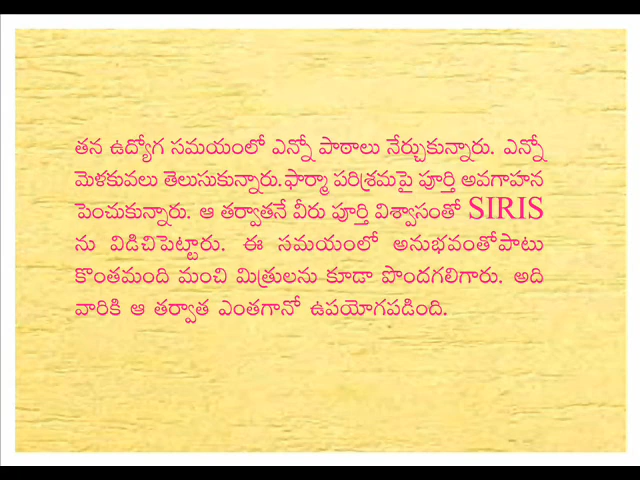 తన ఉద్యోగ సమయంలో ఎన్నో పాఠాలు నేర్చుకున్నారు. ఎన్నో
మెళకువలు తెలుసుకున్నారు. ఫార్మా పరిశ్రమపై పూర్తి అవగాహన
పెంచుకున్నారు. ఆ తర్వాతనే వీరు పూర్తి విశ్వాసంతో SIRIS
ను విడిచిపెట్టారు. ఈ సమయంలో అనుభవంతోపాటు
కొంతమంది మంచి మిత్రులను కూడా పొందగలిగారు. అది
వారికి ఆ తర్వాత ఎంతగానో ఉపయోగపడింది.